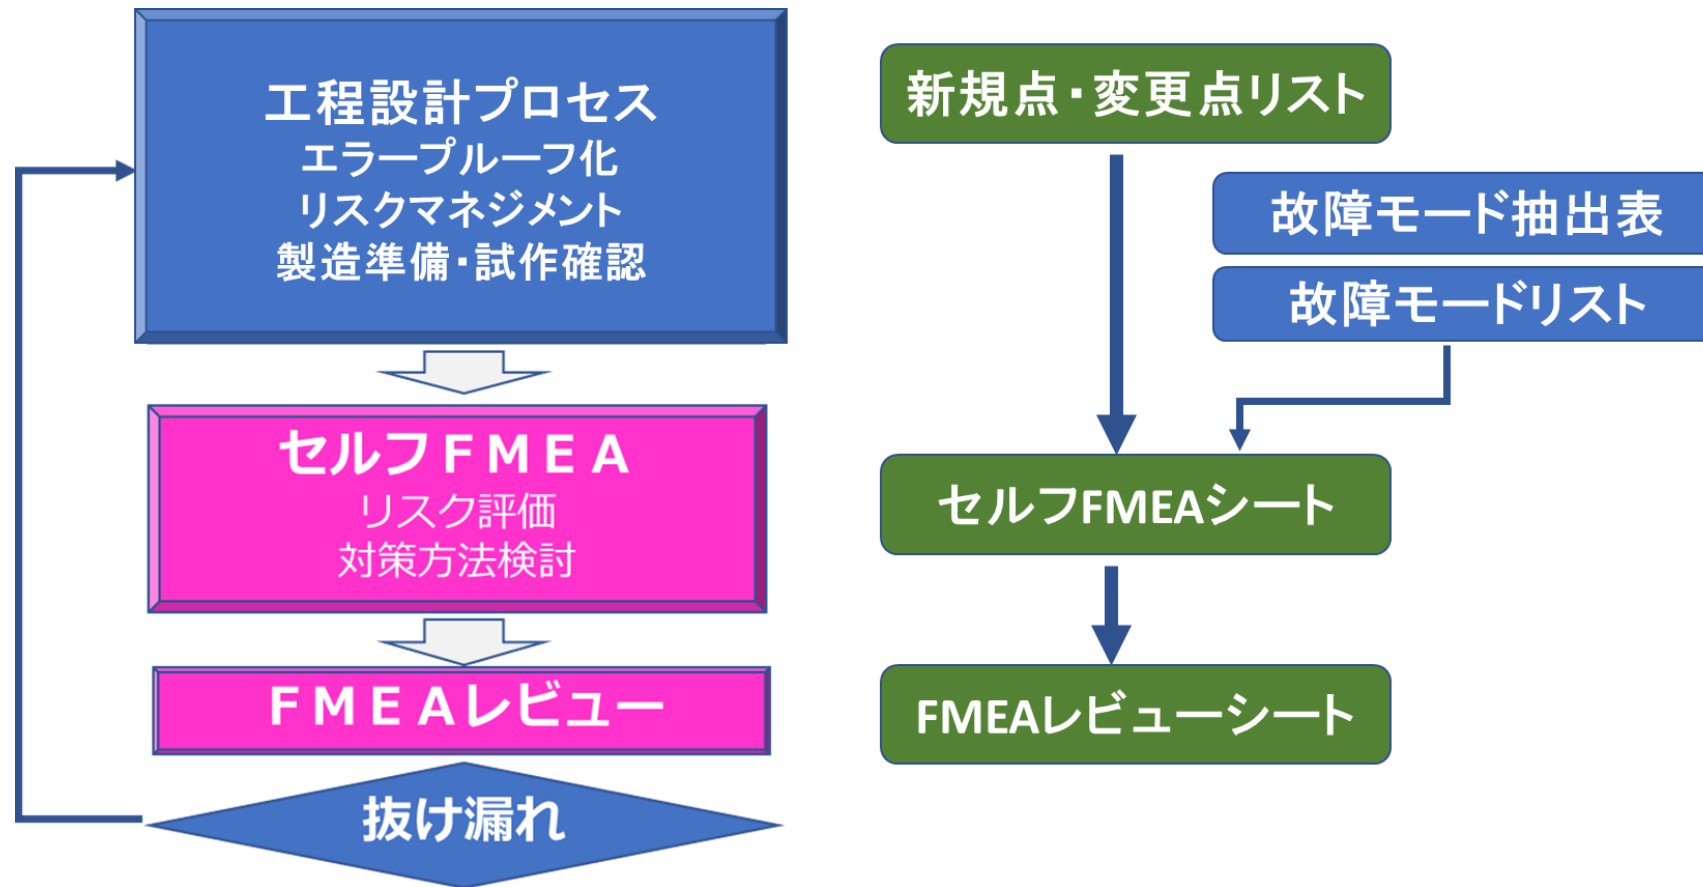 工程設計プロセス
エラープルーフ化
リスクマネジメント
製造準備・試作確認
セルフＦＭＥＡ
リスク評価
対策方法検討
ＦＭＥＡレビュー
抜け漏れ
新規点・変更点リスト
故障モード抽出表
故障モードリスト
セルフFMEAシート
FMEAレビューシート